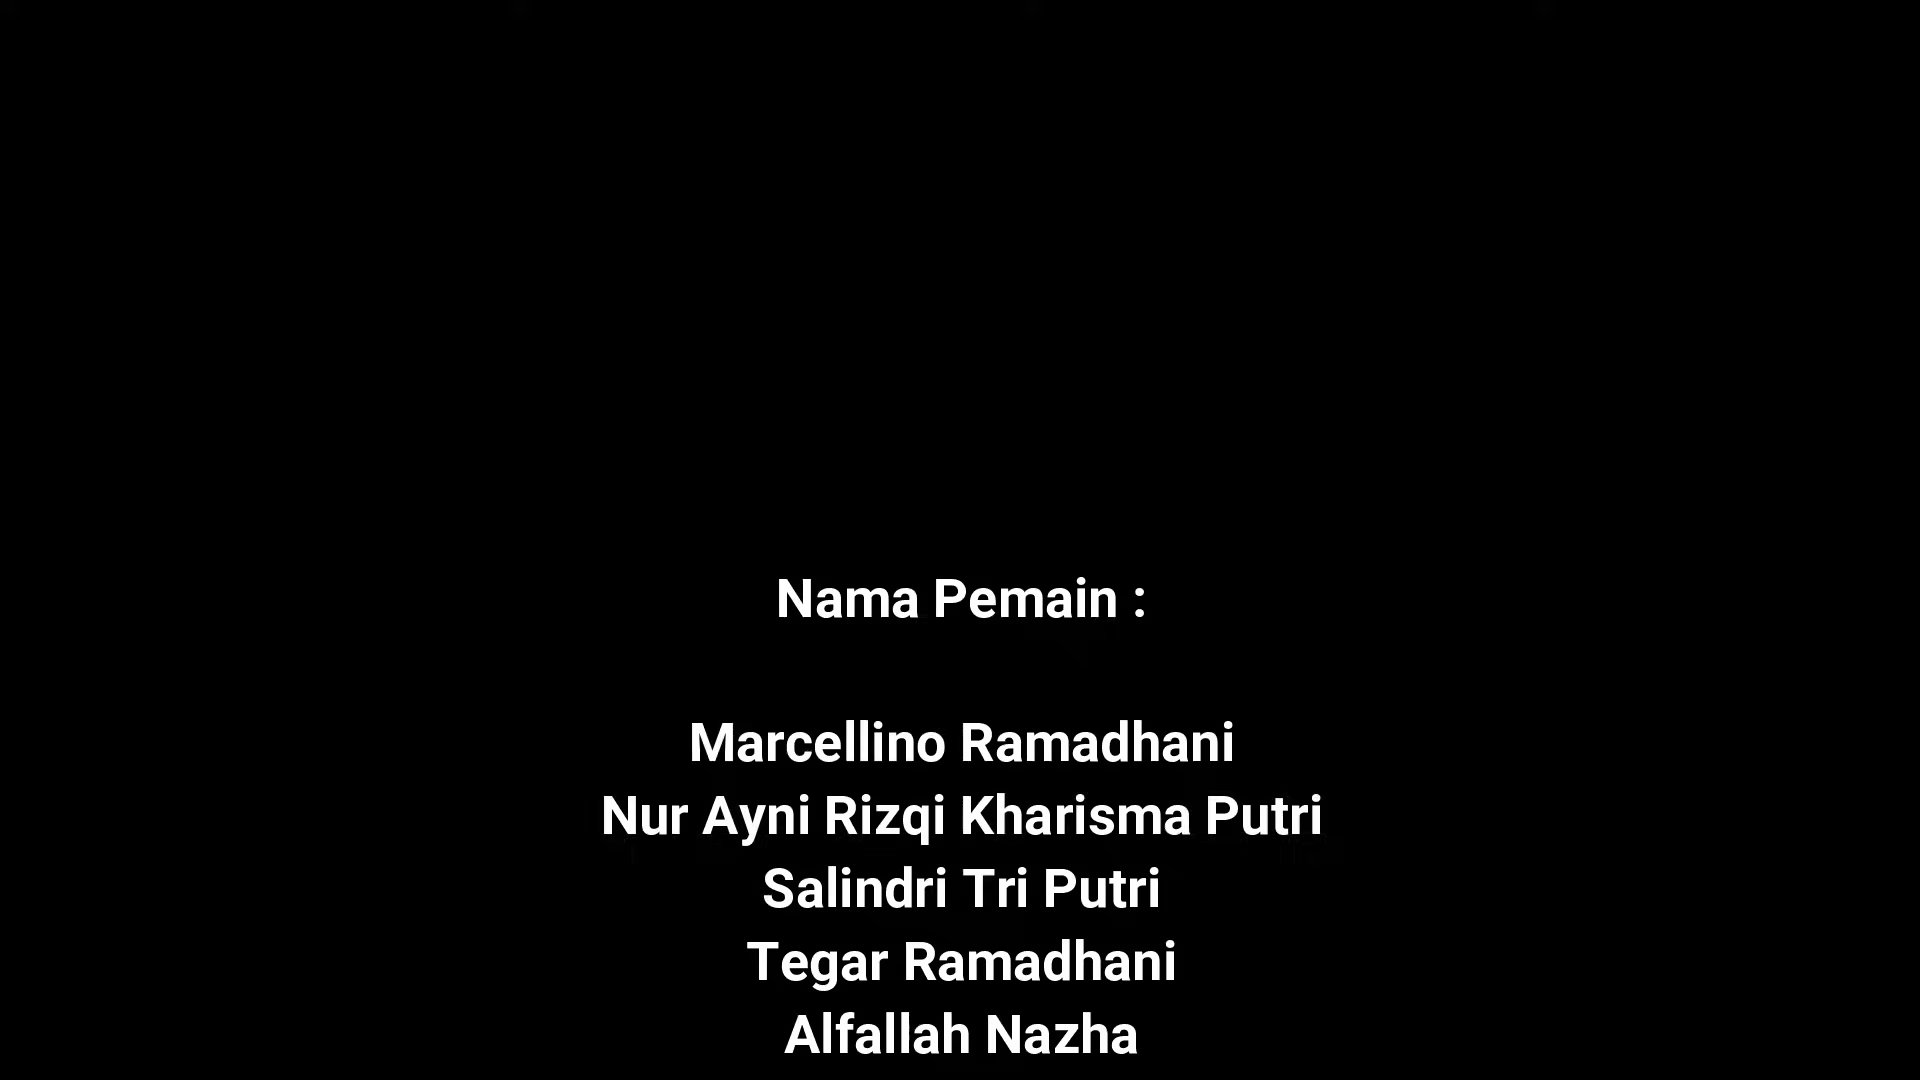 Nama Pemain :
Marcellino Ramadhani
Nur Ayni Rizqi Kharisma Putri
Salindri Tri Putri
Tegar Ramadhani
Alfallah Nazha